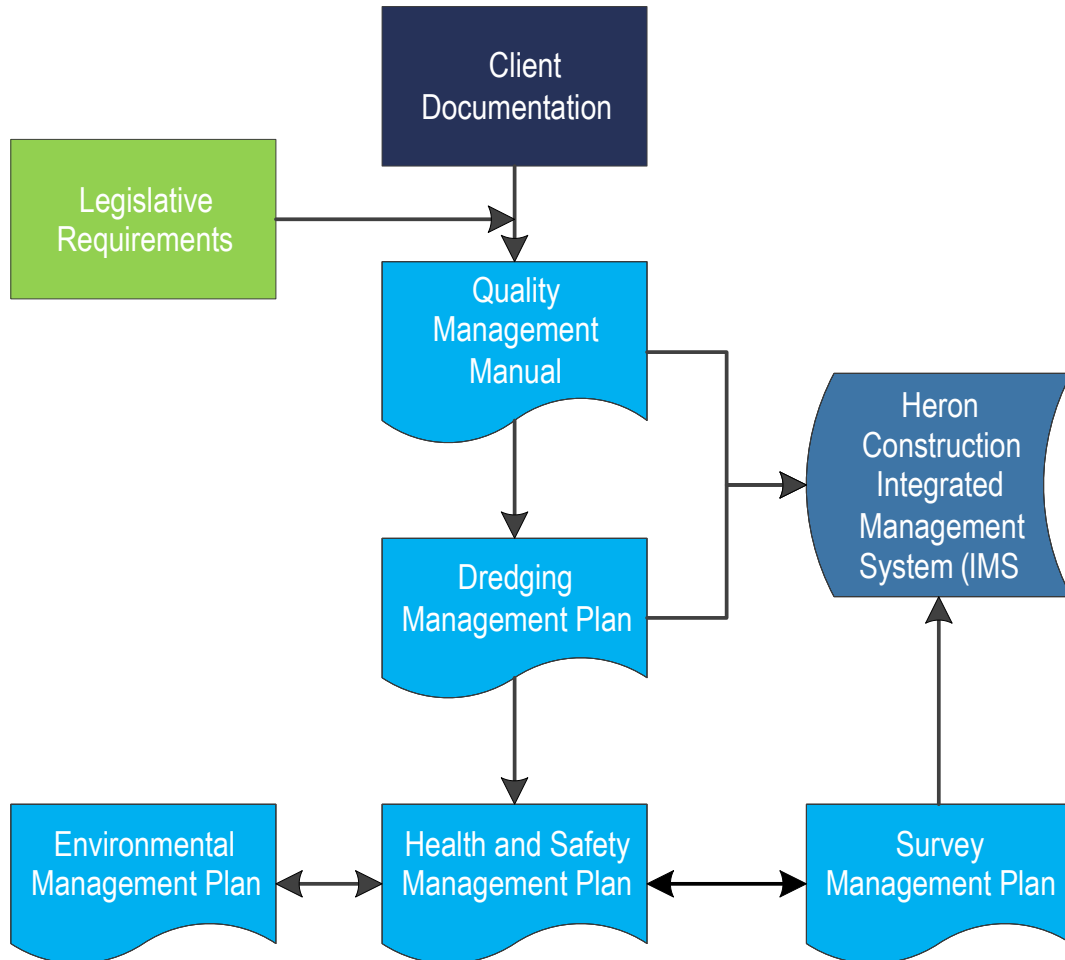 Client
Documentation
Legislative
Requirements
Quality
Management
Manual
Heron
Construction
Integrated
Management
System (IMS
Dredging
Management Plan
Environmental
Management Plan
Health and Safety
Management Plan
Survey
Management Plan